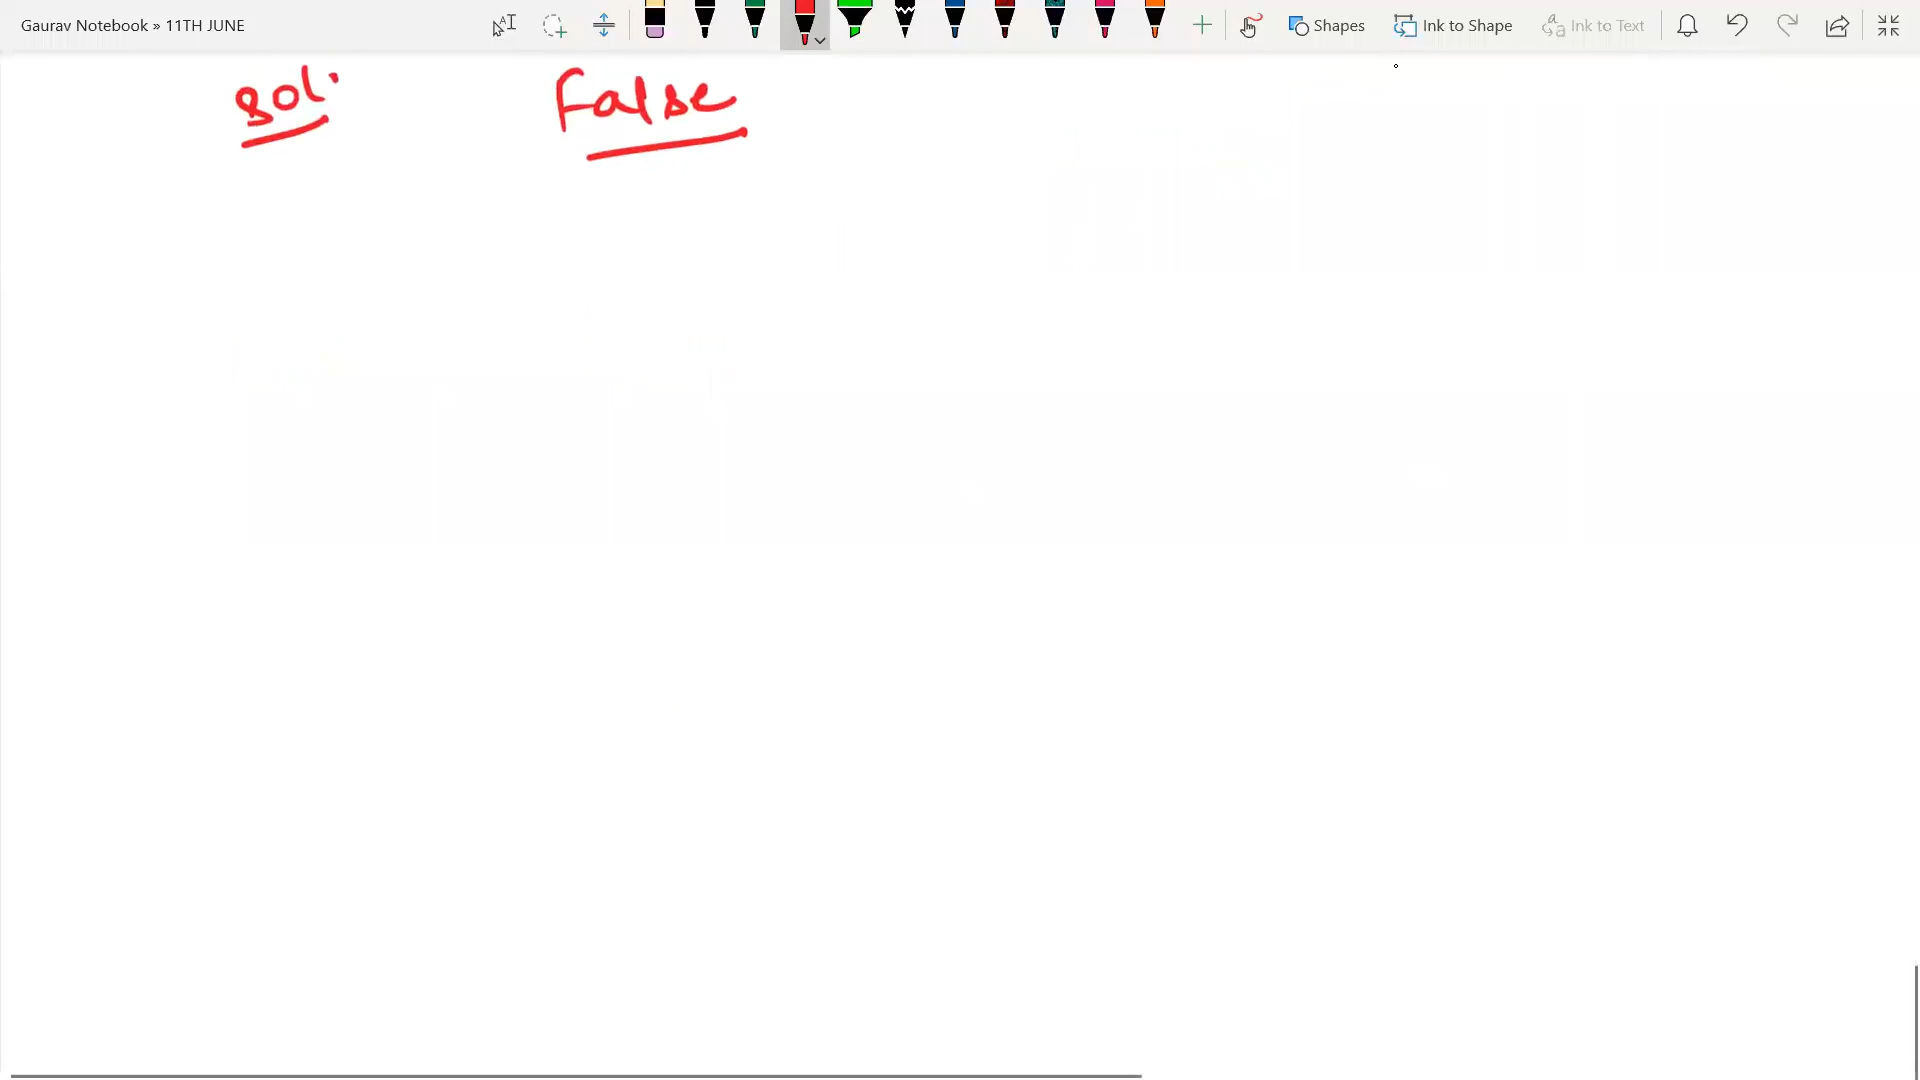 Gaurav Notebook » 11TH JUNE Shapes Ink to Shape Ink to Text
Sol. False